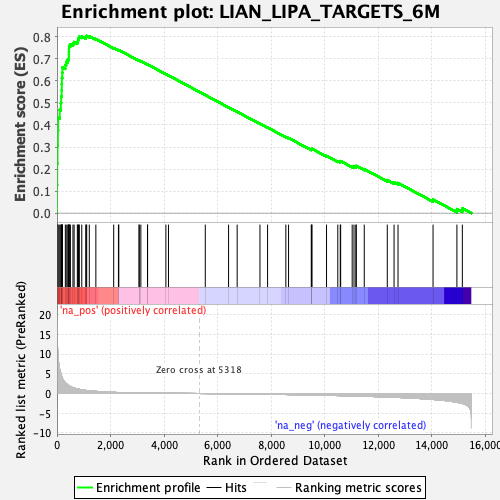 Enrichment plot: LIAN_LIPA_TARGETS_6M
Enrichment score (ES)
0.8
0.7
0.6
0.5
0.4
0.3
0.2
0.1
0.0
Ranked list metric (PreRanked)
20
15
10
5
0
-5
-10
'na_pos' (positively correlated)
Zero cross at 5318
'na_neg' (negatively correlated)
0 2,000 4,000 6,000 8,000 10,000 12,000 14,000 16,000
Rank in Ordered Dataset
Enrichment profile Hits Ranking metric scores